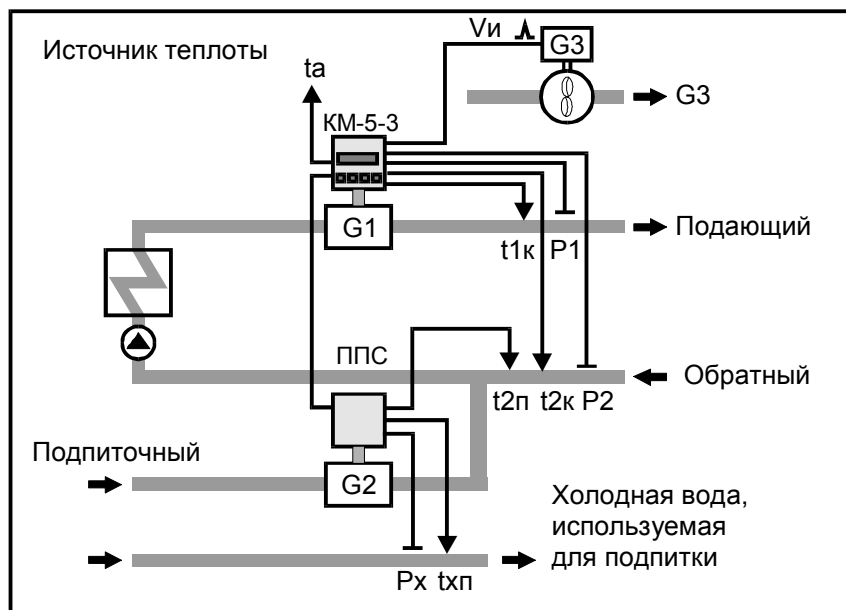 Источник теплоты
Vи
G3
ta
G3
КМ-5-3
G1
Подающий
t1к P1
ППС
Обратный
t2п t2к P2
Подпиточный
G2
Холодная вода,
используемая
для подпитки
Px txп